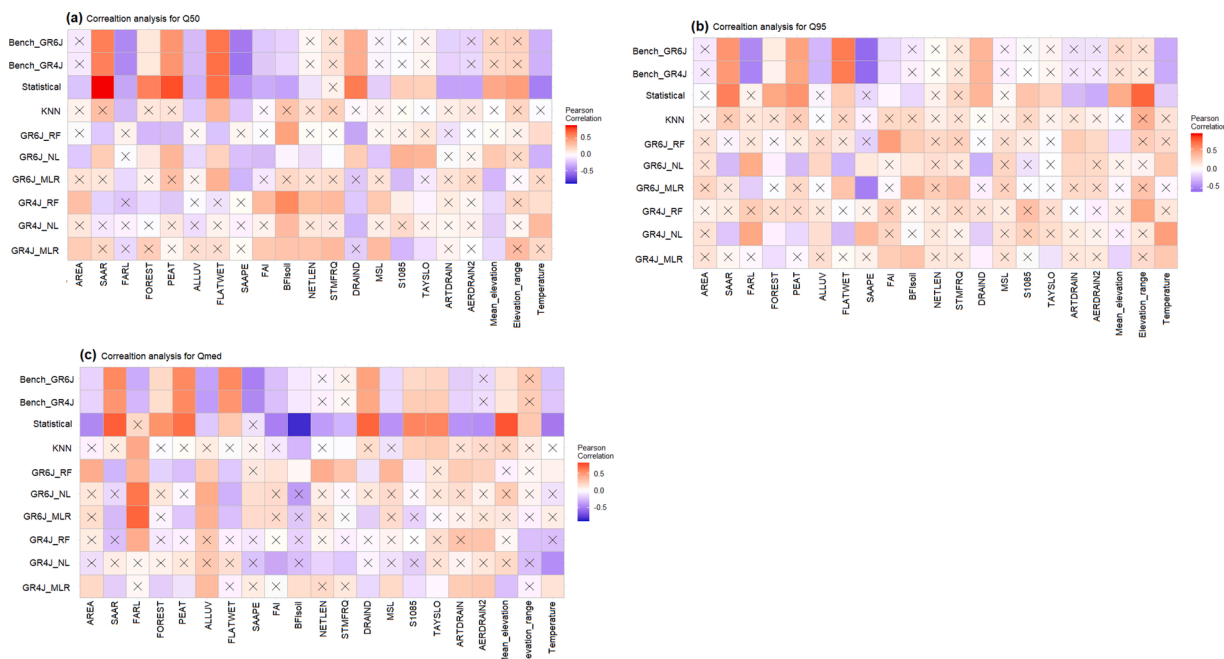 (a) Correaltion analysis for Q50
Bench_GR6J
Bench_GR4J
Statistical
KNN
GR6J_RF
GR6J_NL
GR6J_MLR
GR4J_RF
GR4J_NL
GR4J_MLR
AREA
SAAR
FARL
FOREST
PEAT
ALLUV
FLATWET
SAAPE
FAI
BFIsoil
NETLEN
STMFRQ
DRAIND
MSL
S1085
TAYSLO
ARTDRAIN
AERDRAIN2
Mean_elevation
Elevation_range
Temperature
Pearson
Correlation
0.5
0.0
-0.5
(b) Correaltion analysis for Q95
Bench_GR6J
Bench_GR4J
Statistical
KNN
GR6J_RF
GR6J_NL
GR6J_MLR
GR4J_RF
GR4J_NL
GR4J_MLR
AREA
SAAR
FARL
FOREST
PEAT
ALLUV
FLATWET
SAAPE
FAI
BFIsoil
NETLEN
STMFRQ
DRAIND
MSL
S1085
TAYSLO
ARTDRAIN
AERDRAIN2
Mean_elevation
Elevation_range
Temperature
Pearson
Correlation
1.0
0.5
0.0
-0.5
(c) Correaltion analysis for Qmed
Bench_GR6J
Bench_GR4J
Statistical
KNN
GR6J_RF
GR6J_NL
GR6J_MLR
GR4J_RF
GR4J_NL
GR4J_MLR
AREA
SAAR
FARL
FOREST
PEAT
ALLUV
FLATWET
SAAPE
FAI
BFIsoil
NETLEN
STMFRQ
DRAIND
MSL
S1085
TAYSLO
ARTDRAIN
AERDRAIN2
Mean_elevation
Elevation_range
Temperature
Pearson
Correlation
0.5
0.0
-0.5